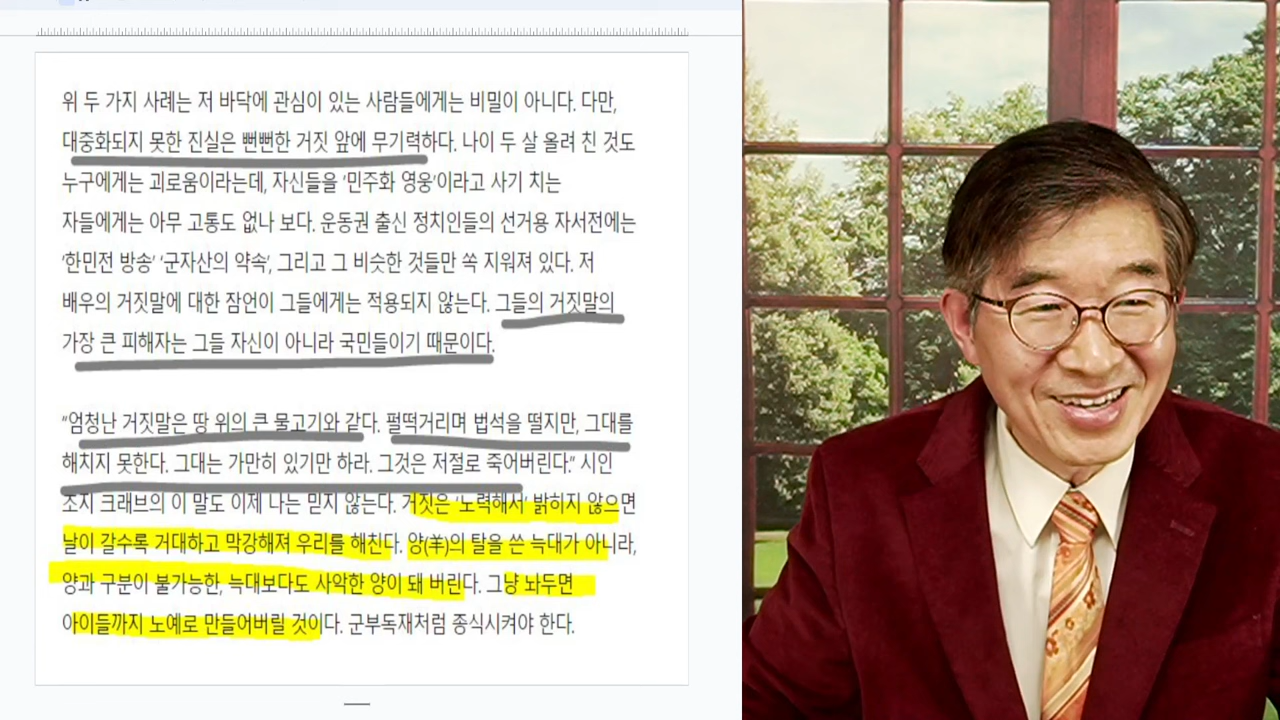 위 두 가지 사례는 저 바닥에 관심이 있는 사람들에게는 비밀이 아니다. 다만,
대중화되지 못한 진실은 뻔뻔한 거짓 앞에 무기력하다. 나이 두 살 올려 친 것도
누구에게는 괴로움이라는데, 자신들을 '민주화 영웅'이라고 사기 치는
자들에게는 아무 고통도 없나 보다. 운동권 출신 정치인들의 선거용 자서전에는
'한민전 방송' '군자산의 약속', 그리고 그 비슷한 것들만 쏙 지워져 있다. 저
배우의 거짓말에 대한 잠언이 그들에게는 적용되지 않는다. 그들의 거짓말의
가장 큰 피해자는 그들 자신이 아니라 국민들이기 때문이다.
“엄청난 거짓말은 땅 위의 큰 물고기와 같다. 펄떡거리며 법석을 떨지만, 그대를
해치지 못한다. 그대는 가만히 있기만 하라. 그것은 저절로 죽어버린다.” 시인
조지 크래브의 이 말도 이제 나는 믿지 않는다. 거짓은 '노력해서' 밝히지 않으면
날이 갈수록 거대하고 막강해져 우리를 해친다. 양(羊)의 탈을 쓴 늑대가 아니라,
양과 구분이 불가능한, 늑대보다도 사악한 양이 돼 버린다. 그냥 놔두면
아이들까지 노예로 만들어버릴 것이다. 군부독재처럼 종식시켜야 한다.